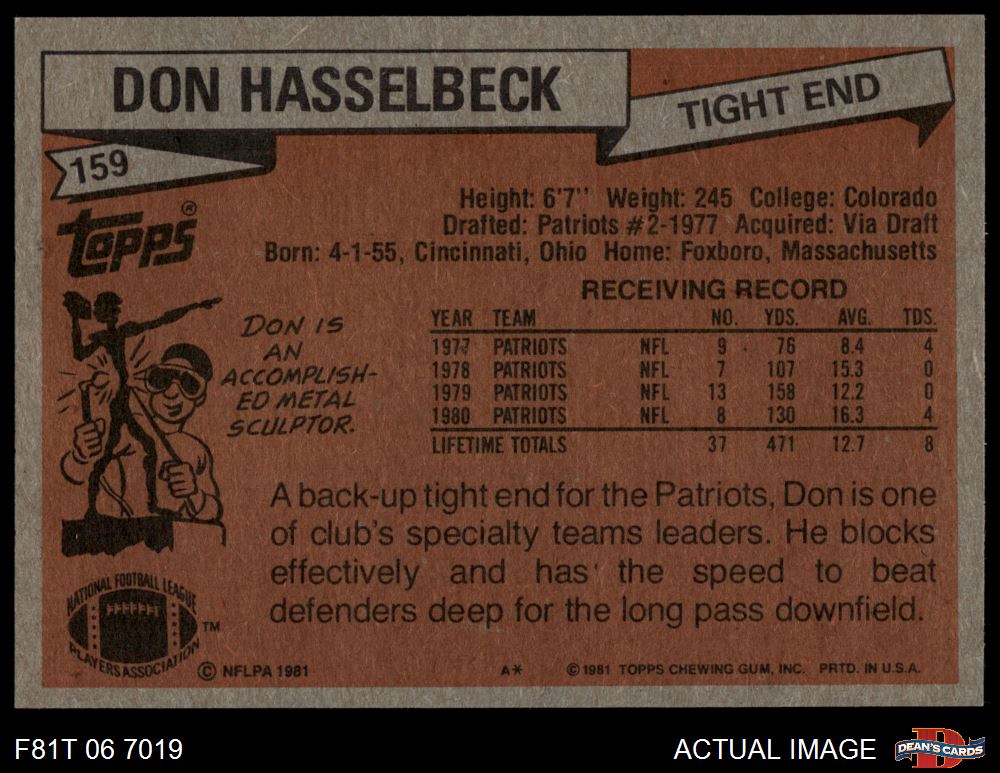 DON HASSELBECK
TIGHT END
159
Topps®
Height: 6'7" Weight: 245 College: Colorado
Drafted: Patriots #2-1977 Acquired: Via Draft
Born: 4-1-55, Cincinnati, Ohio Home: Foxboro, Massachusetts
DON IS
AN
ACCOMPLISH-
ED METAL
SCULPTOR.
RECEIVING RECORD
YEAR TEAM NO. YDS. AVG. TDS.
1977 PATRIOTS NFL 9 76 8.4 4
1978 PATRIOTS NFL 7 107 15.3 0
1979 PATRIOTS NFL 13 158 12.2 0
1980 PATRIOTS NFL 8 130 16.3 4
LIFETIME TOTALS 37 471 12.7 8
A back-up tight end for the Patriots, Don is one
of club's specialty teams leaders. He blocks
effectively and has the speed to beat
defenders deep for the long pass downfield.
NATIONAL FOOTBALL LEAGUE
PLAYERS ASSOCIATION
TM
© NFLPA 1981 A* © 1981 TOPPS CHEWING GUM, INC. PRTD. IN U.S.A.
F81T 06 7019
ACTUAL IMAGE
D
DEAN'S CARDS